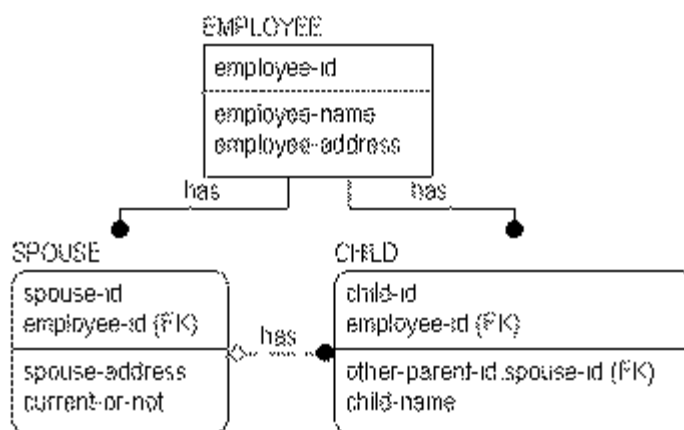 EMPLOYEE
employee-id
employee-name
employee-address
has
has
SPOUSE
spouse-id
employee-id (FK)
spouse-address
current-or-not
has
CHILD
child-id
employee-id (FK)
other-parent-id.spouse-id (FK)
child-name